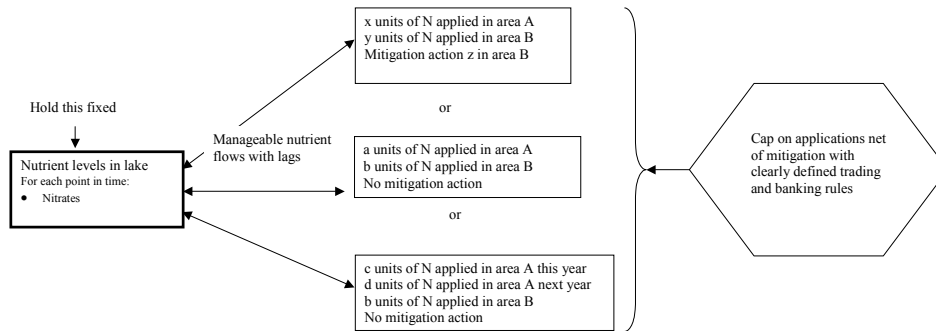 Hold this fixed
Nutrient levels in lake
For each point in time:
• Nitrates
Manageable nutrient
flows with lags
x units of N applied in area A
y units of N applied in area B
Mitigation action z in area B
or
a units of N applied in area A
b units of N applied in area B
No mitigation action
or
c units of N applied in area A this year
d units of N applied in area A next year
b units of N applied in area B
No mitigation action
Cap on applications net
of mitigation with
clearly defined trading
and banking rules